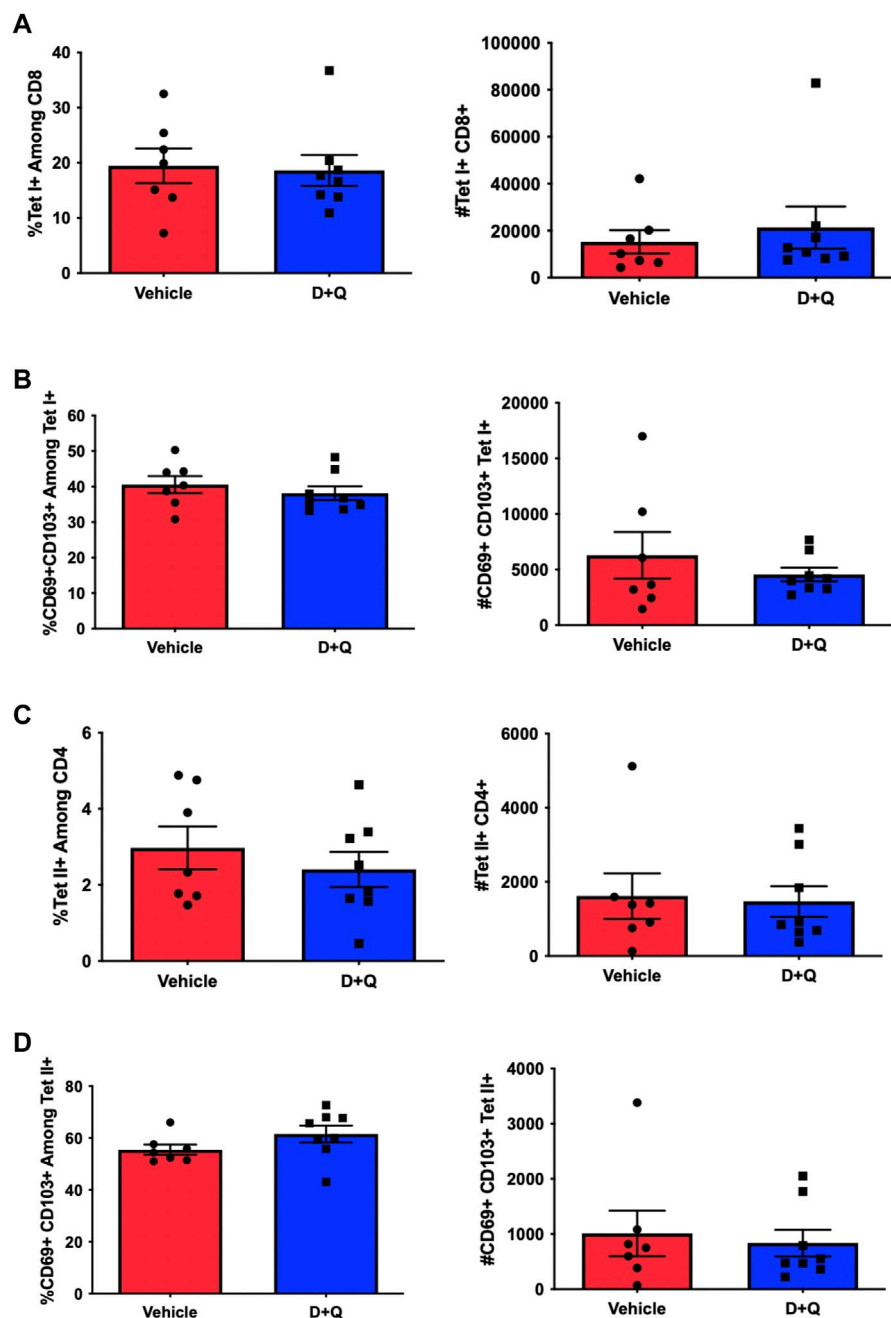 A
%Tet I+ Among CD8
40
30
20
10
0
Vehicle
D+Q
#Tet I+ CD8+
100000
80000
60000
40000
20000
0
Vehicle
D+Q
B
%CD69+CD103+ Among Tet I+
60
50
40
30
20
10
0
Vehicle
D+Q
#CD69+ CD103+ Tet I+
20000
15000
10000
5000
0
Vehicle
D+Q
C
%Tet II+ Among CD4
6
4
2
0
Vehicle
D+Q
#Tet II+ CD4+
6000
4000
2000
0
Vehicle
D+Q
D
%CD69+ CD103+ Among Tet II+
80
60
40
20
0
Vehicle
D+Q
#CD69+ CD103+ Tet II+
4000
3000
2000
1000
0
Vehicle
D+Q